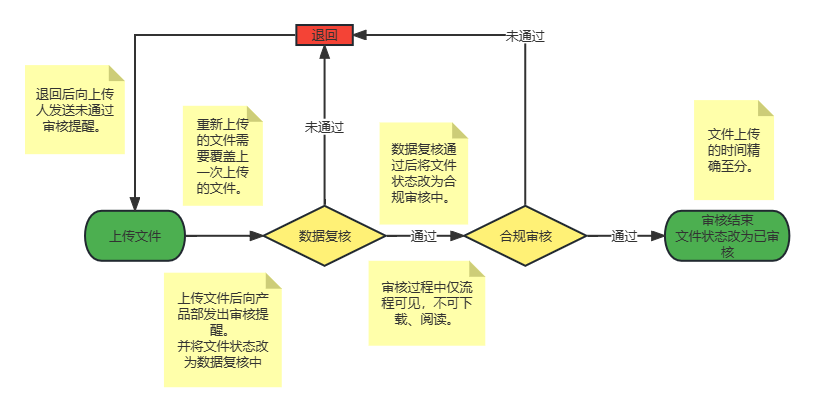 退回
未通过
退回后向上传
人发送未通过
审核提醒。
重新上传
的文件需
要覆盖上
一次上传
的文件。
未通过
数据复核通
过后将文件
状态改为合
规审核中。
文件上传
的时间精
确至分。
上传文件
数据复核
通过
合规审核
通过
审核结束
文件状态改为已审
核
上传文件后向产
品部发出审核提
醒。
并将文件状态改
为数据复核中
审核过程中仅流
程可见，不可下
载、阅读。